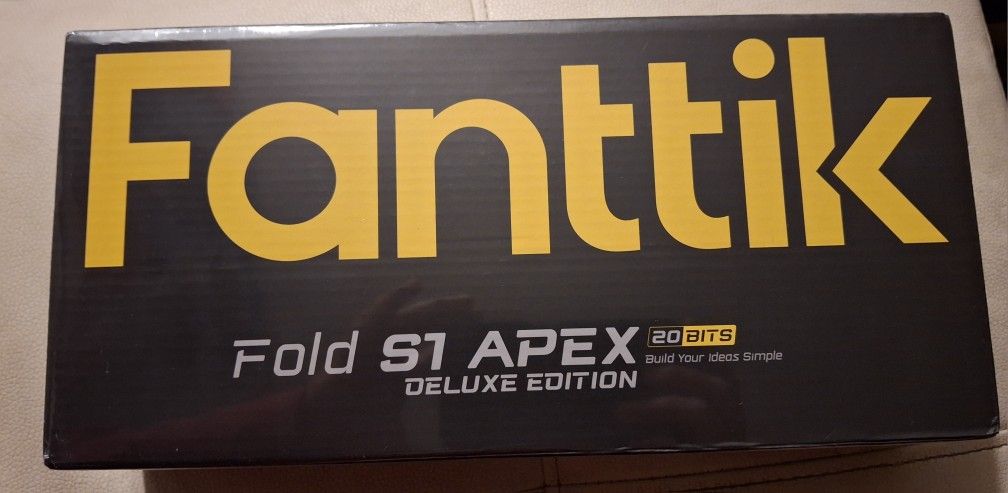 Fanttik
Fold S1 APEX 20 BITS
Build Your Ideas Simple
DELUXE EDITION